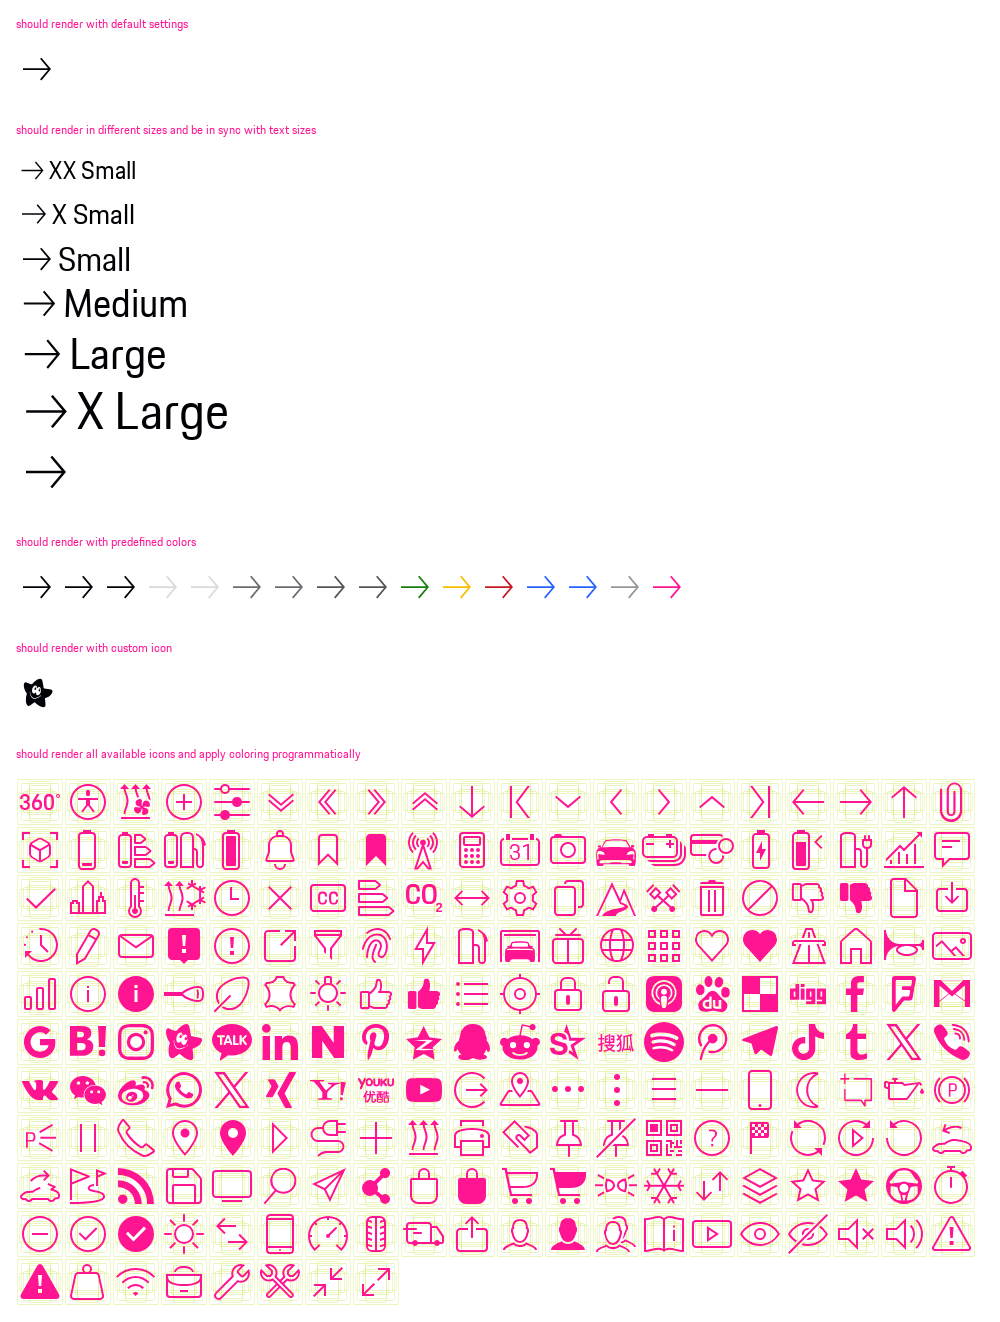 should render with default settings
should render in different sizes and be in sync with text sizes
XX Small
X Small
Small
Medium
Large
X Large
should render with predefined colors
should render with custom icon
should render all available icons and apply coloring programmatically
360°
31
CC
CO2
du
digg
G B! TALK in N S 搜狐
YOUKU
优酷
P
P
Y!